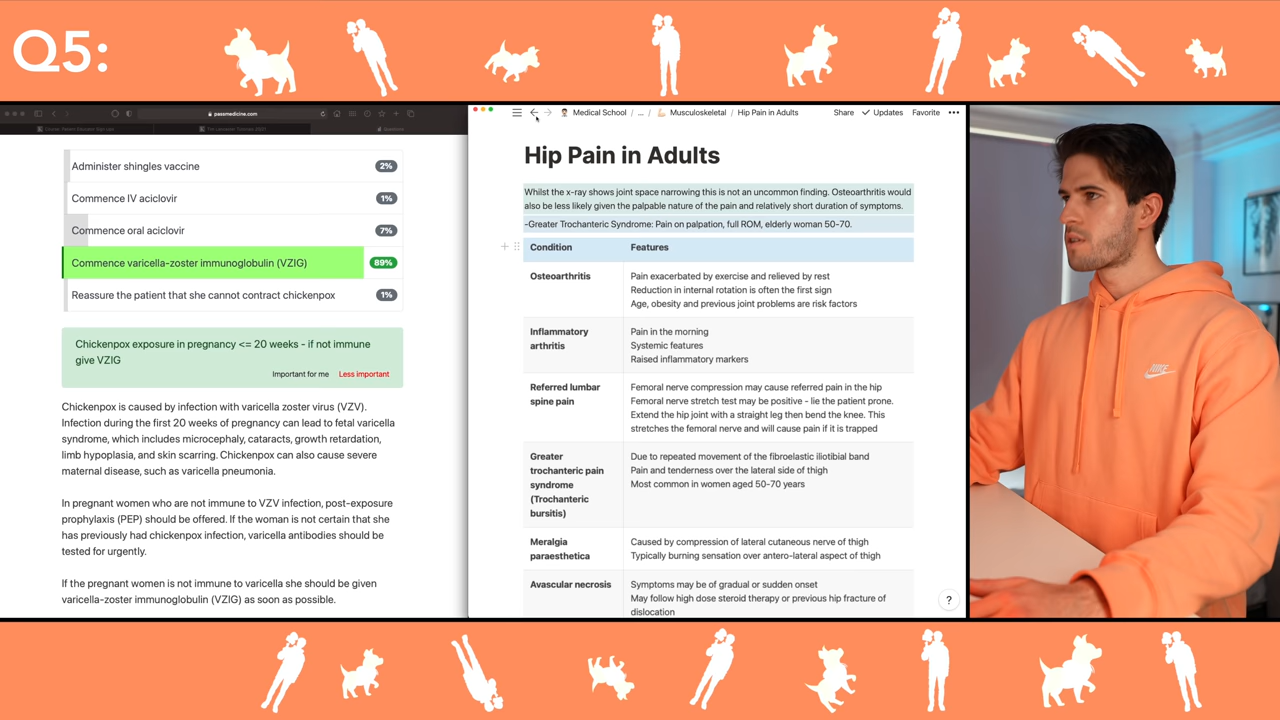 Q5:
passmedicine.com
Administer shingles vaccine 2%
Commence IV aciclovir 1%
Commence oral aciclovir 7%
Commence varicella-zoster immunoglobulin (VZIG) 89%
Reassure the patient that she cannot contract chickenpox 1%
Chickenpox exposure in pregnancy <= 20 weeks - if not immune
give VZIG
Important for me Less important
Chickenpox is caused by infection with varicella zoster virus (VZV).
Infection during the first 20 weeks of pregnancy can lead to fetal varicella
syndrome, which includes microcephaly, cataracts, growth retardation,
limb hypoplasia, and skin scarring. Chickenpox can also cause severe
maternal disease, such as varicella pneumonia.
In pregnant women who are not immune to VZV infection, post-exposure
prophylaxis (PEP) should be offered. If the woman is not certain that she
has previously had chickenpox infection, varicella antibodies should be
tested for urgently.
If the pregnant women is not immune to varicella she should be given
varicella-zoster immunoglobulin (VZIG) as soon as possible.
Medical School / ... / Musculoskeletal / Hip Pain in Adults
Share Updates Favorite
Hip Pain in Adults
Whilst the x-ray shows joint space narrowing this is not an uncommon finding. Osteoarthritis would
also be less likely given the palpable nature of the pain and relatively short duration of symptoms.
-Greater Trochanteric Syndrome: Pain on palpation, full ROM, elderly woman 50-70.
Condition Features
Osteoarthritis
Pain exacerbated by exercise and relieved by rest
Reduction in internal rotation is often the first sign
Age, obesity and previous joint problems are risk factors
Inflammatory
arthritis
Pain in the morning
Systemic features
Raised inflammatory markers
Referred lumbar
spine pain
Femoral nerve compression may cause referred pain in the hip
Femoral nerve stretch test may be positive - lie the patient prone.
Extend the hip joint with a straight leg then bend the knee. This
stretches the femoral nerve and will cause pain if it is trapped
Greater
trochanteric pain
syndrome
(Trochanteric
bursitis)
Due to repeated movement of the fibroelastic iliotibial band
Pain and tenderness over the lateral side of thigh
Most common in women aged 50-70 years
Meralgia
paraesthetica
Caused by compression of lateral cutaneous nerve of thigh
Typically burning sensation over antero-lateral aspect of thigh
Avascular necrosis
Symptoms may be of gradual or sudden onset
May follow high dose steroid therapy or previous hip fracture of
dislocation
?
NIKE